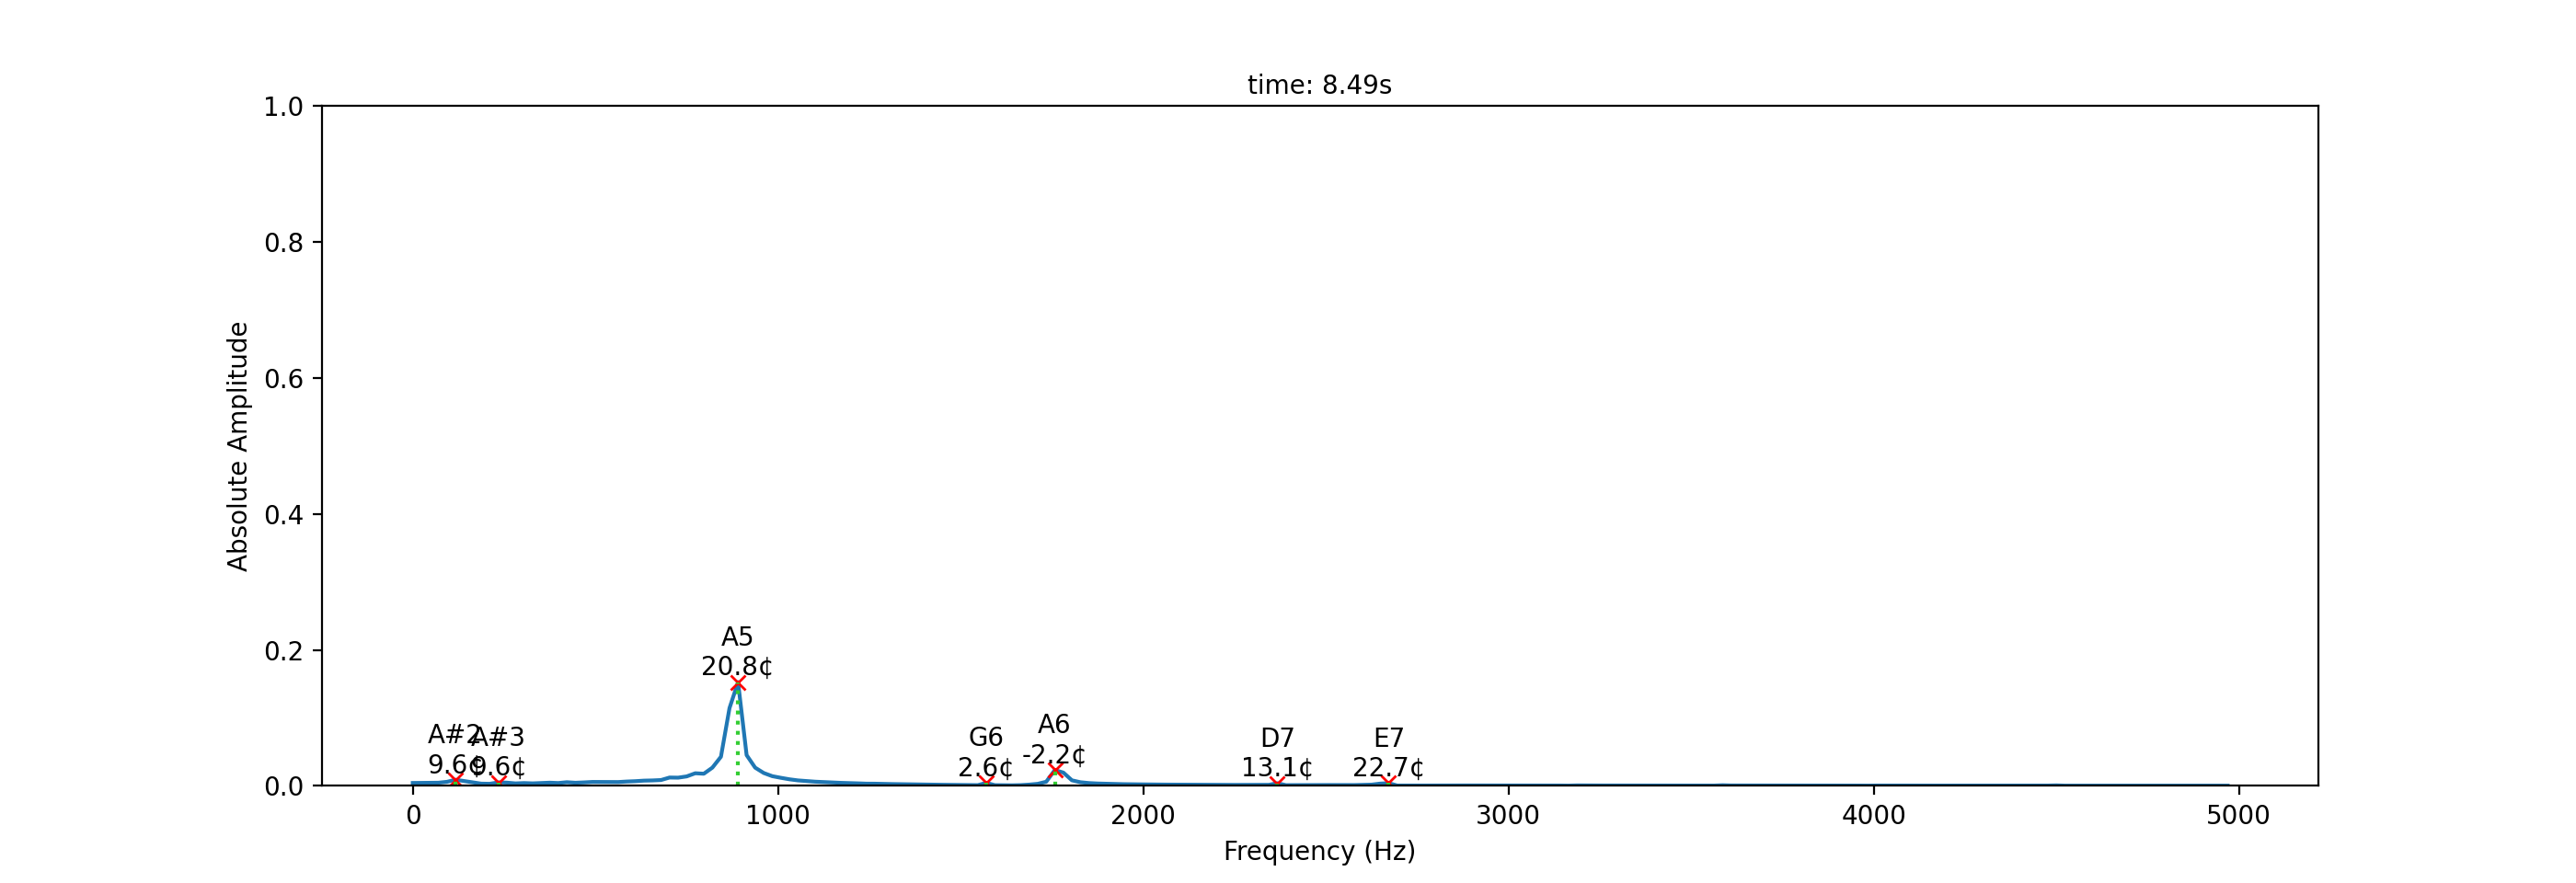 time: 8.49s
1.0
0.8
0.6
0.4
0.2
0.0
Absolute Amplitude
A5
20.8¢
A#2
9.6¢
A#3
9.6¢
G6
2.6¢
A6
-2.2¢
D7
13.1¢
E7
22.7¢
0
1000
2000
3000
4000
5000
Frequency (Hz)